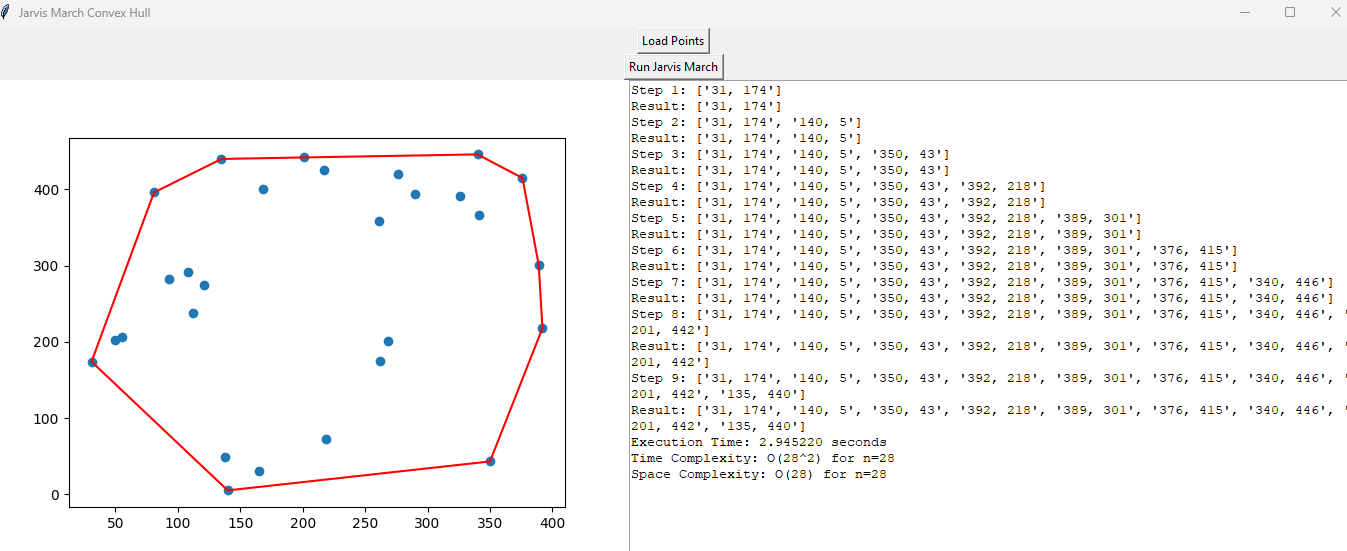 Jarvis March Convex Hull
Load Points
Run Jarvis March
400
300
200
100
0
50 100 150 200 250 300 350 400
Step 1: ['31, 174']
Result: ['31, 174']
Step 2: ['31, 174', '140, 5']
Result: ['31, 174', '140, 5']
Step 3: ['31, 174', '140, 5', '350, 43']
Result: ['31, 174', '140, 5', '350, 43']
Step 4: ['31, 174', '140, 5', '350, 43', '392, 218']
Result: ['31, 174', '140, 5', '350, 43', '392, 218']
Step 5: ['31, 174', '140, 5', '350, 43', '392, 218', '389, 301']
Result: ['31, 174', '140, 5', '350, 43', '392, 218', '389, 301']
Step 6: ['31, 174', '140, 5', '350, 43', '392, 218', '389, 301', '376, 415']
Result: ['31, 174', '140, 5', '350, 43', '392, 218', '389, 301', '376, 415']
Step 7: ['31, 174', '140, 5', '350, 43', '392, 218', '389, 301', '376, 415', '340, 446']
Result: ['31, 174', '140, 5', '350, 43', '392, 218', '389, 301', '376, 415', '340, 446']
Step 8: ['31, 174', '140, 5', '350, 43', '392, 218', '389, 301', '376, 415', '340, 446', '
201, 442']
Result: ['31, 174', '140, 5', '350, 43', '392, 218', '389, 301', '376, 415', '340, 446', '
201, 442']
Step 9: ['31, 174', '140, 5', '350, 43', '392, 218', '389, 301', '376, 415', '340, 446', '
201, 442', '135, 440']
Result: ['31, 174', '140, 5', '350, 43', '392, 218', '389, 301', '376, 415', '340, 446', '
201, 442', '135, 440']
Execution Time: 2.945220 seconds
Time Complexity: O(28^2) for n=28
Space Complexity: O(28) for n=28